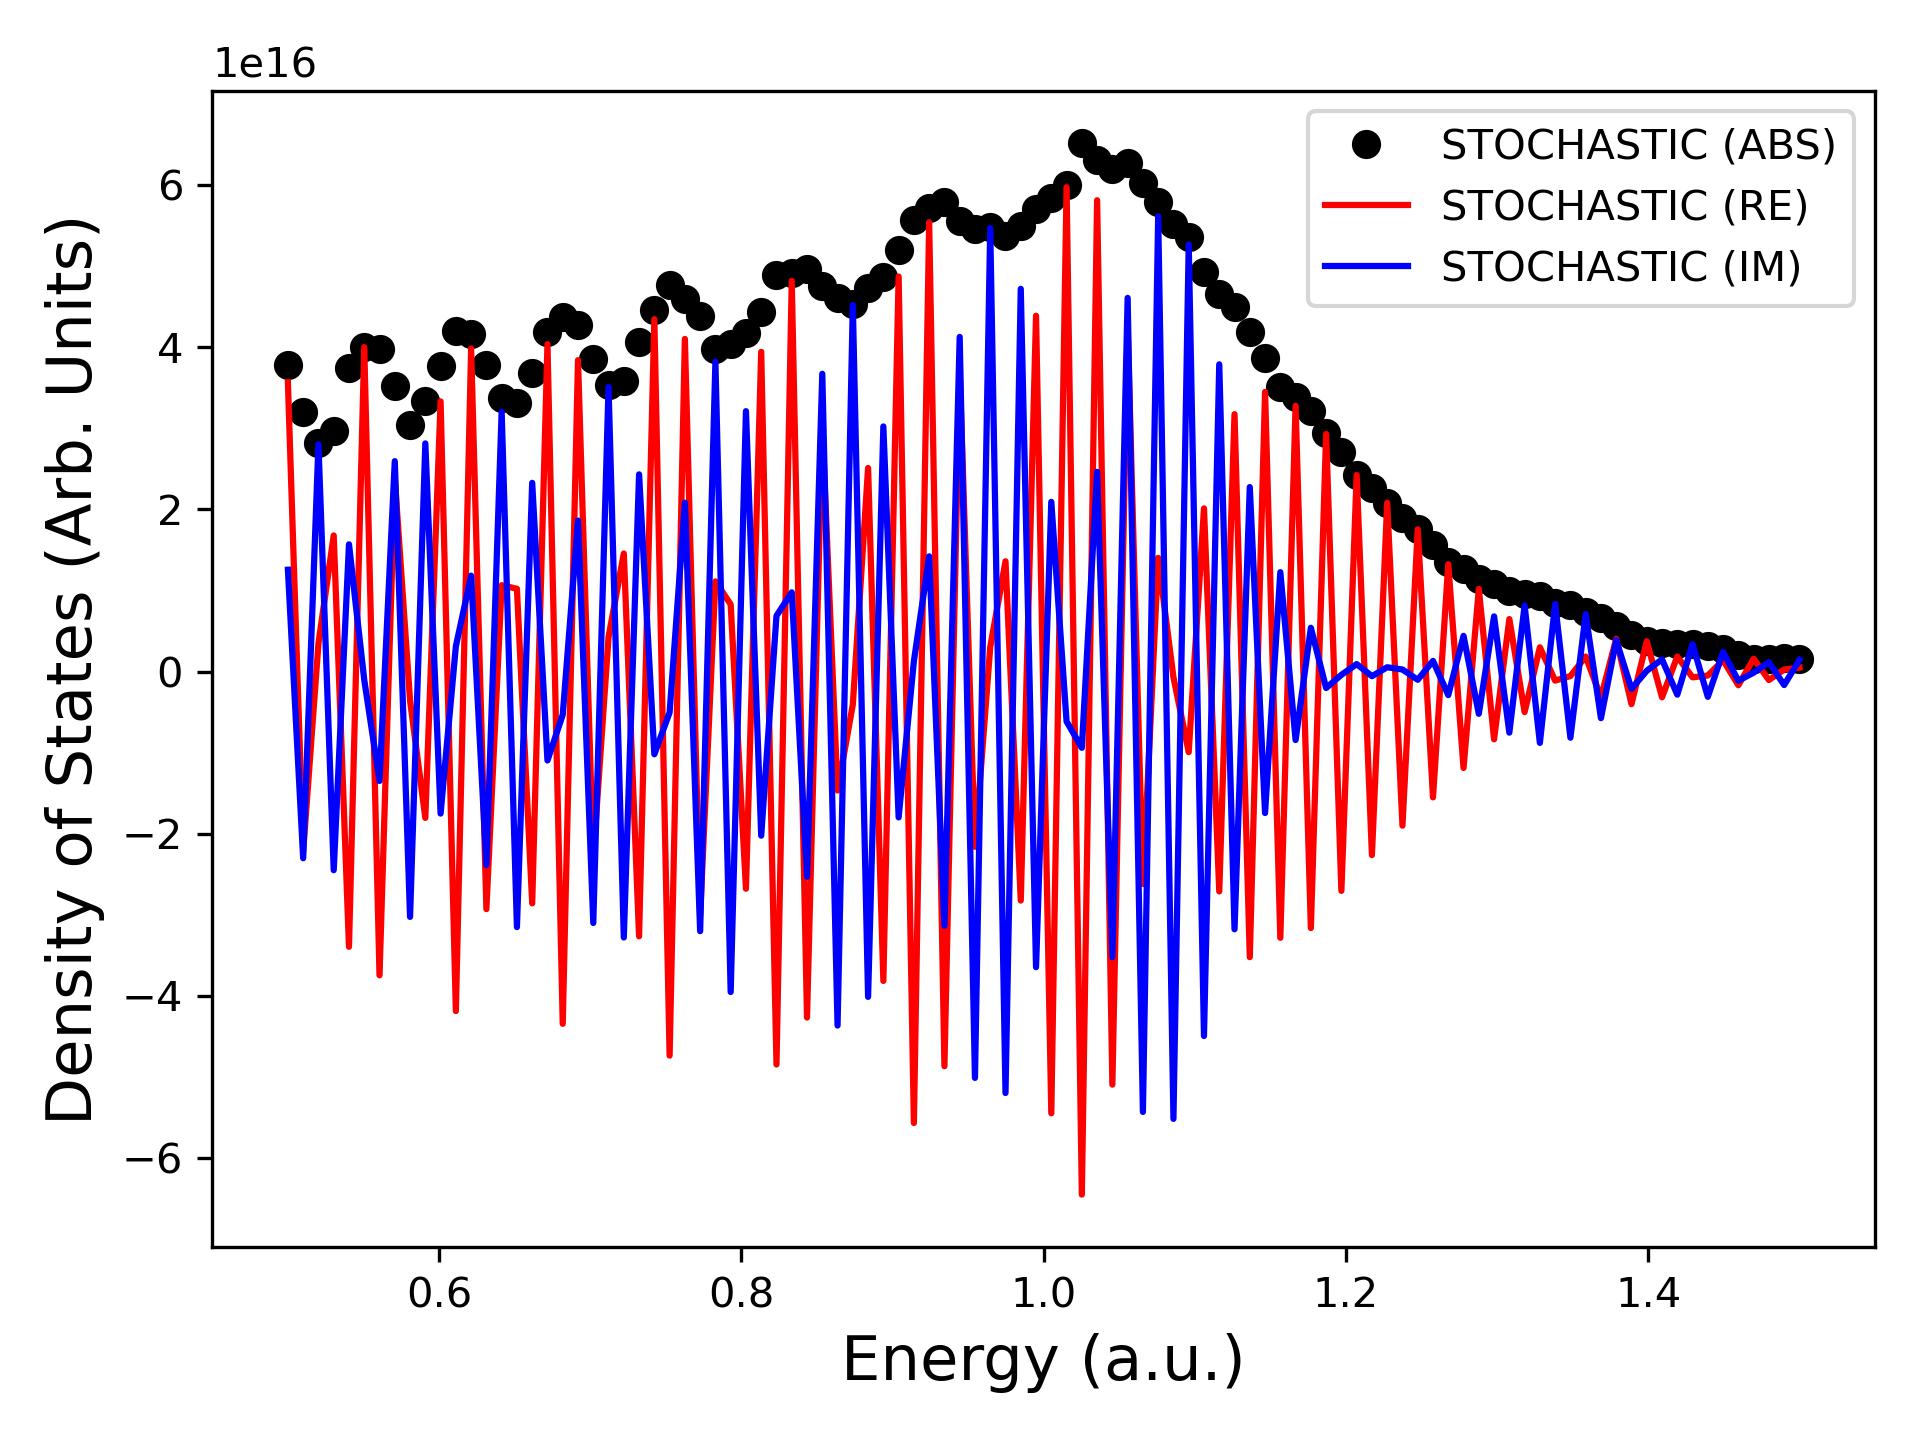 1e16
STOCHASTIC (ABS)
STOCHASTIC (RE)
STOCHASTIC (IM)
Density of States (Arb. Units)
6
4
2
0
−2
−4
−6
0.6 0.8 1.0 1.2 1.4
Energy (a.u.)